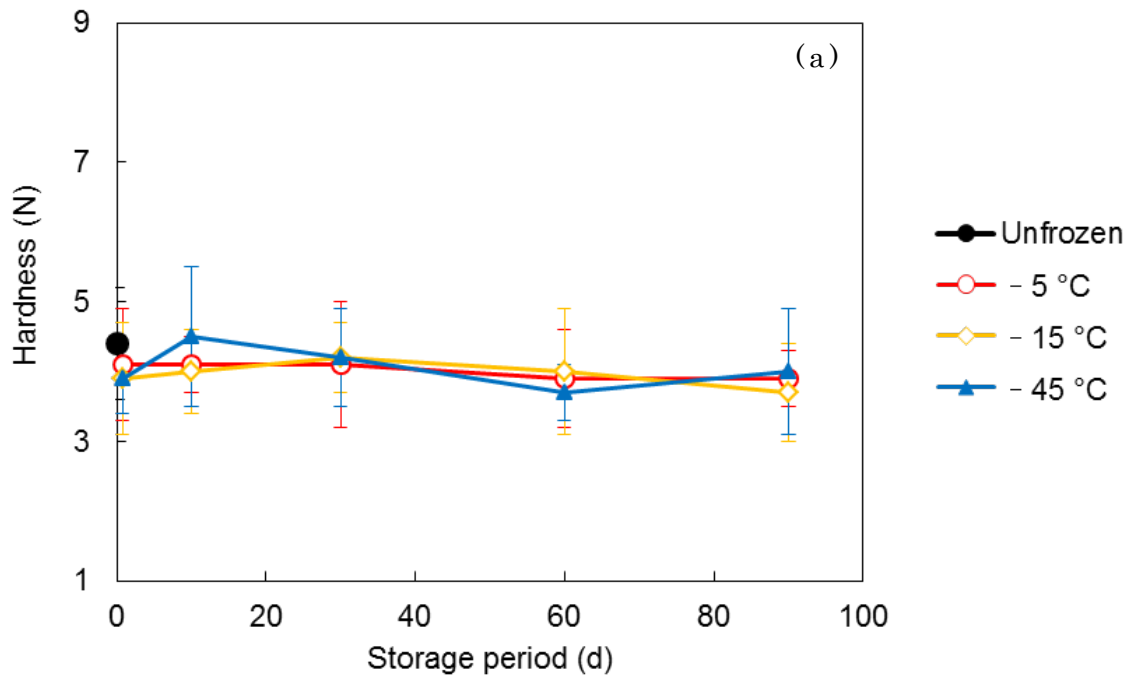 (a)
9
7
5
3
1
Hardness (N)
0 20 40 60 80 100
Storage period (d)
Unfrozen
– 5 °C
– 15 °C
– 45 °C